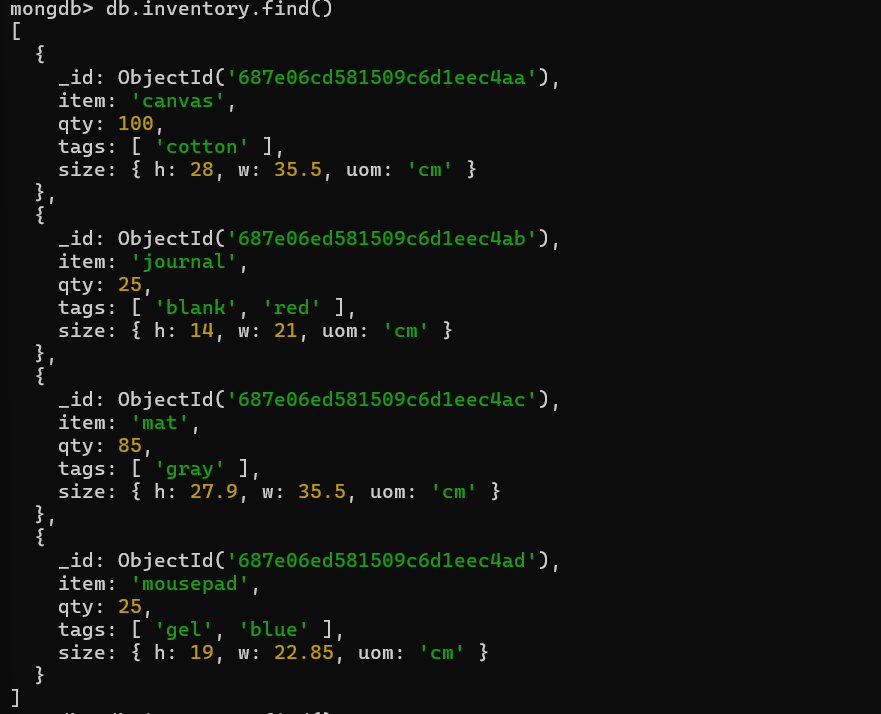 mongdb> db.inventory.find()
[
  {
    _id: ObjectId('687e06cd581509c6d1eec4aa'),
    item: 'canvas',
    qty: 100,
    tags: [ 'cotton' ],
    size: { h: 28, w: 35.5, uom: 'cm' }
  },
  {
    _id: ObjectId('687e06ed581509c6d1eec4ab'),
    item: 'journal',
    qty: 25,
    tags: [ 'blank', 'red' ],
    size: { h: 14, w: 21, uom: 'cm' }
  },
  {
    _id: ObjectId('687e06ed581509c6d1eec4ac'),
    item: 'mat',
    qty: 85,
    tags: [ 'gray' ],
    size: { h: 27.9, w: 35.5, uom: 'cm' }
  },
  {
    _id: ObjectId('687e06ed581509c6d1eec4ad'),
    item: 'mousepad',
    qty: 25,
    tags: [ 'gel', 'blue' ],
    size: { h: 19, w: 22.85, uom: 'cm' }
  }
]